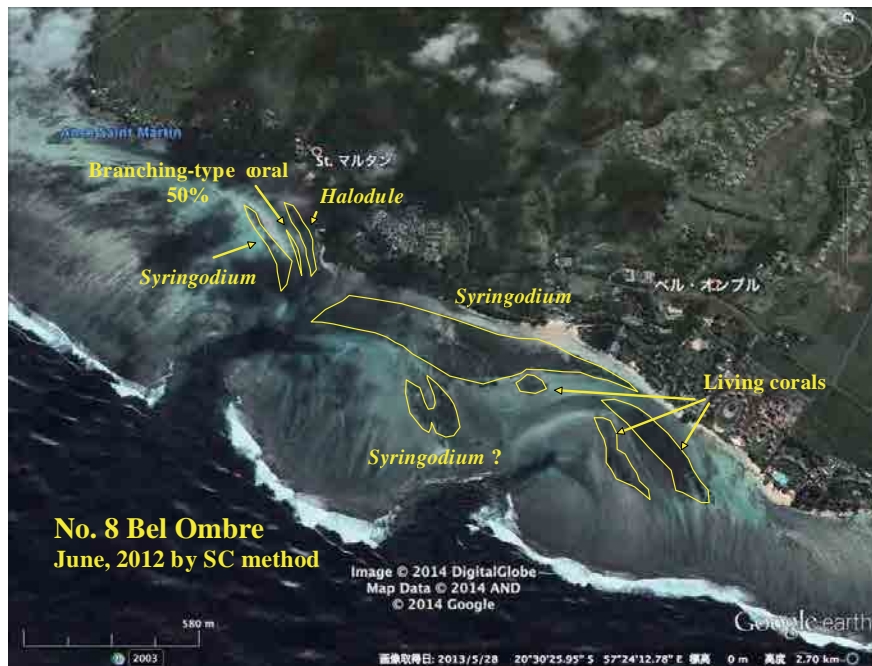 N
Anse Saint Martin
St. マルタン
Branching-type coral
50%
Halodule
Syringodium
Syringodium
ベル・オンブル
Living corals
Syringodium ?
No. 8 Bel Ombre
June, 2012 by SC method
Image © 2014 DigitalGlobe
Map Data © 2014 AND
© 2014 Google
Google earth
580 m
2003
画像取得日: 2013/5/28 20°30'25.95" S 57°24'12.78" E 標高 0 m 高度 2.70 km